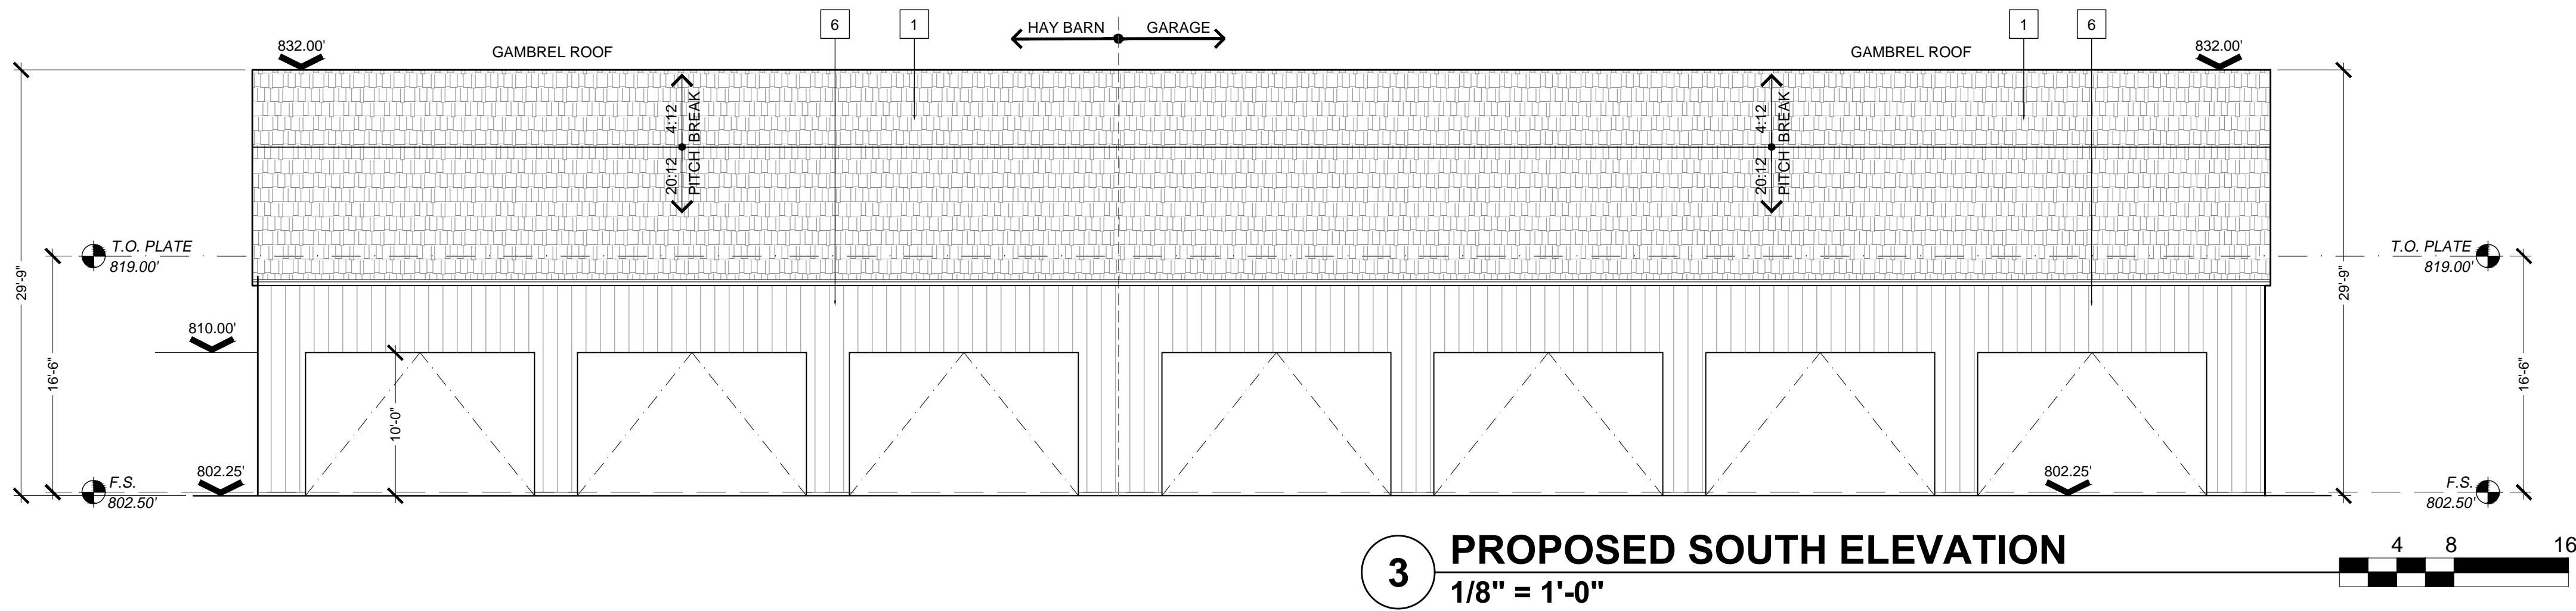 6
1
HAY BARN
GARAGE
1
6
832.00'
GAMBREL ROOF
GAMBREL ROOF
832.00'
4:12
20:12
PITCH BREAK
4:12
20:12
PITCH BREAK
T.O. PLATE
819.00'
T.O. PLATE
819.00'
29'-9"
29'-9"
810.00'
16'-6"
16'-6"
10'-0"
802.25'
802.25'
F.S.
802.50'
F.S.
802.50'
3
PROPOSED SOUTH ELEVATION
1/8" = 1'-0"
4 8 16